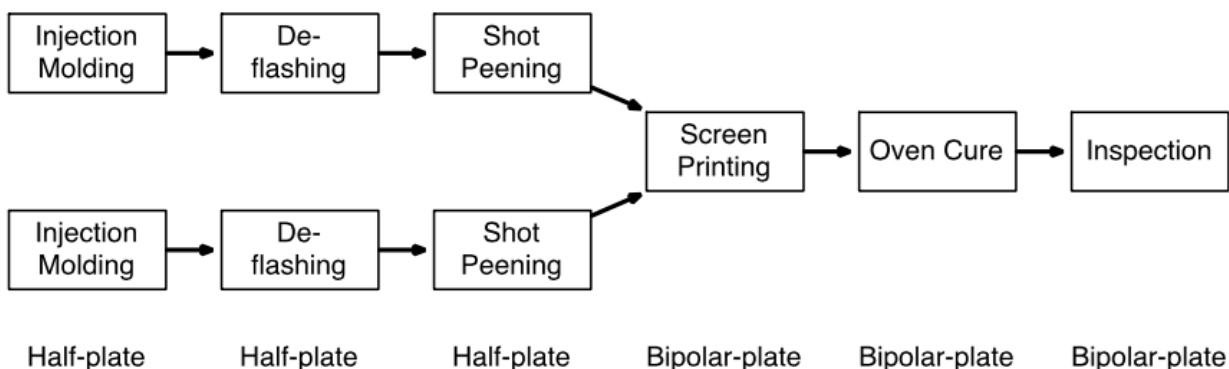 Injection
Molding
De-
flashing
Shot
Peening
Screen
Printing
Oven Cure
Inspection
Injection
Molding
De-
flashing
Shot
Peening
Half-plate
Half-plate
Half-plate
Bipolar-plate
Bipolar-plate
Bipolar-plate